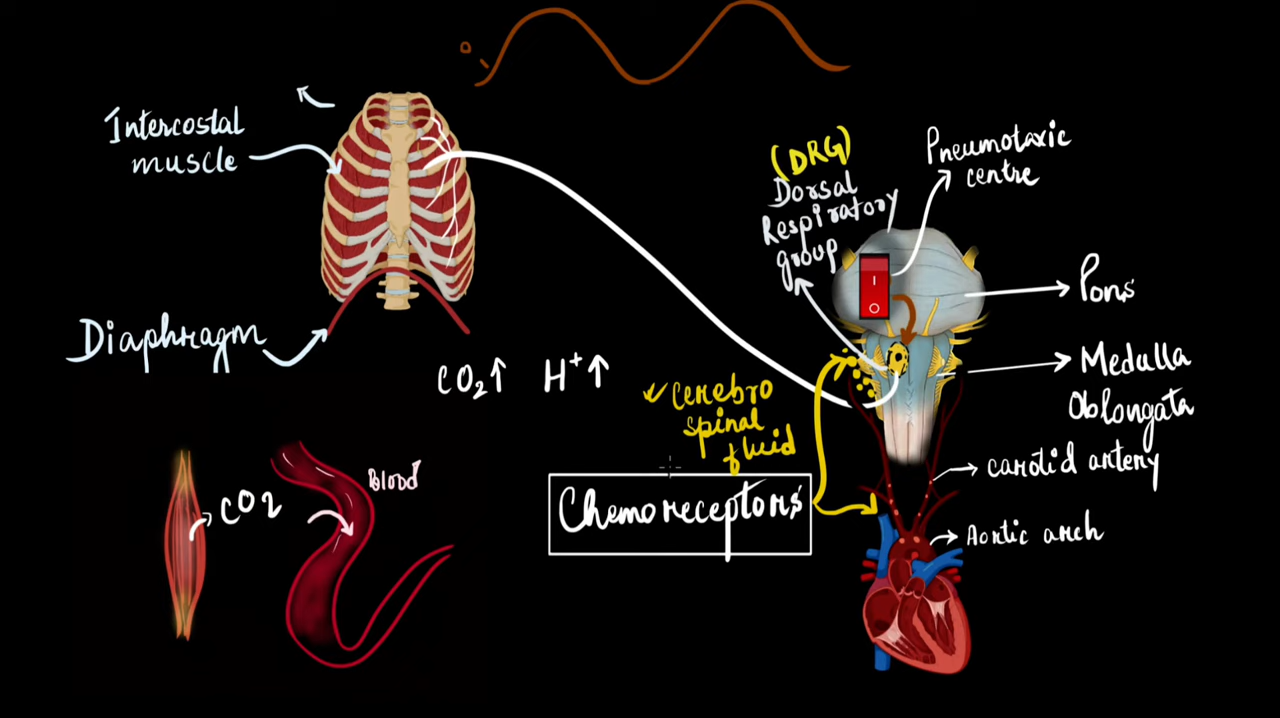 Intercostal
muscle
Diaphragm
(DRG)
Dorsal
Respiratory
group
Pneumotaxic
centre
Pons
Medulla
Oblongata
carotid artery
Aortic arch
CO2↑ H+↑
Cerebro
spinal
fluid
Chemoreceptors
CO2
Blood
I
O